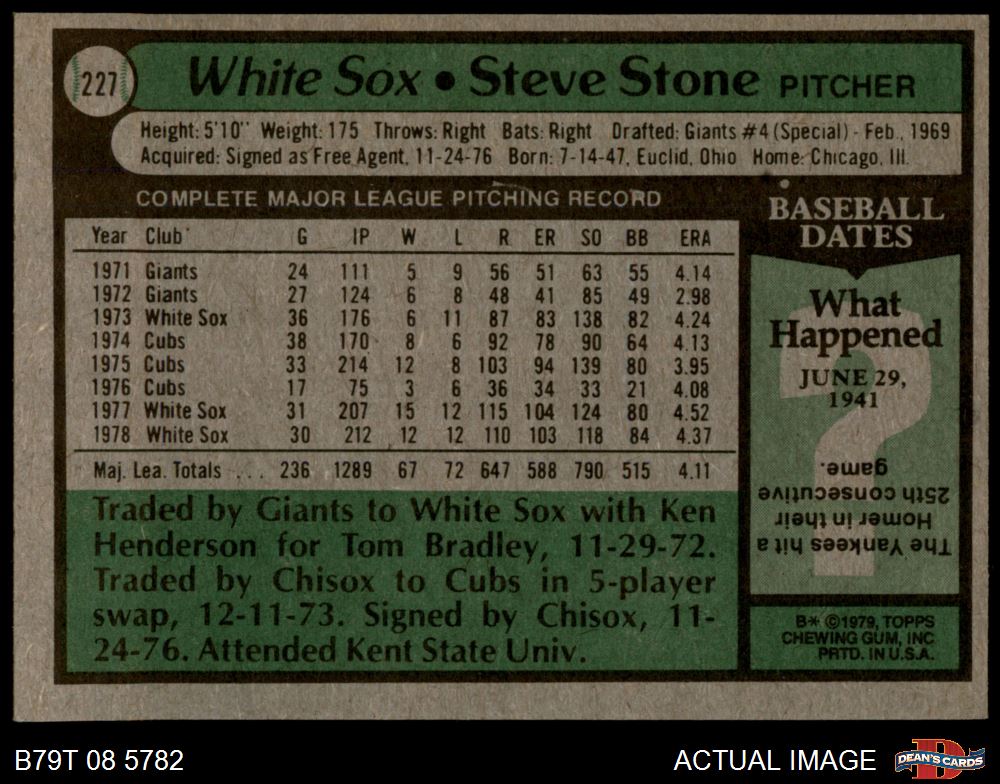 227
White Sox • Steve Stone PITCHER
Height: 5'10" Weight: 175 Throws: Right Bats: Right Drafted: Giants #4 (Special) - Feb., 1969
Acquired: Signed as Free Agent, 11-24-76 Born: 7-14-47, Euclid, Ohio Home: Chicago, Ill.
COMPLETE MAJOR LEAGUE PITCHING RECORD
Year Club G IP W L R ER SO BB ERA
1971 Giants 24 111 5 9 56 51 63 55 4.14
1972 Giants 27 124 6 8 48 41 85 49 2.98
1973 White Sox 36 176 6 11 87 83 138 82 4.24
1974 Cubs 38 170 8 6 92 78 90 64 4.13
1975 Cubs 33 214 12 8 103 94 139 80 3.95
1976 Cubs 17 75 3 6 36 34 33 21 4.08
1977 White Sox 31 207 15 12 115 104 124 80 4.52
1978 White Sox 30 212 12 12 110 103 118 84 4.37
Maj. Lea. Totals ... 236 1289 67 72 647 588 790 515 4.11
Traded by Giants to White Sox with Ken
Henderson for Tom Bradley, 11-29-72.
Traded by Chisox to Cubs in 5-player
swap, 12-11-73. Signed by Chisox, 11-
24-76. Attended Kent State Univ.
BASEBALL
DATES
What
Happened
JUNE 29,
1941
?
The Yankees hit a
Homer in their
25th consecutive
game.
B* ©1979, TOPPS
CHEWING GUM, INC
PRTD. IN U.S.A.
B79T 08 5782
ACTUAL IMAGE
D
DEAN'S CARDS